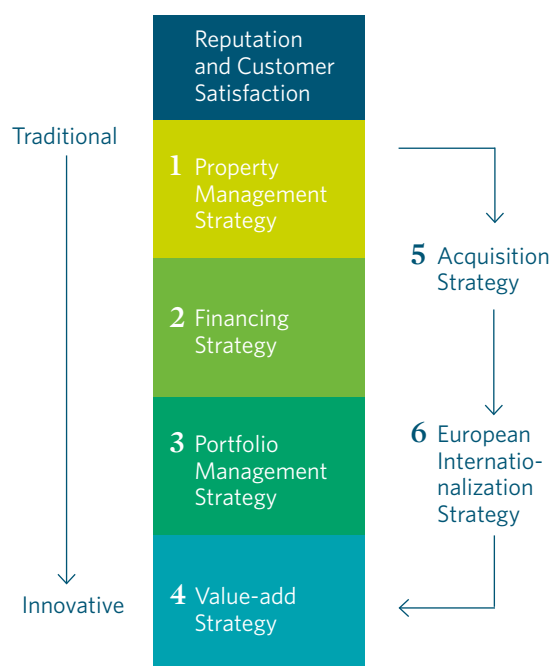 Reputation
and Customer
Satisfaction
Traditional
1 Property
Management
Strategy
2 Financing
Strategy
3 Portfolio
Management
Strategy
4 Value-add
Strategy
Innovative
5 Acquisition
Strategy
6 European
Internatio-
nalization
Strategy